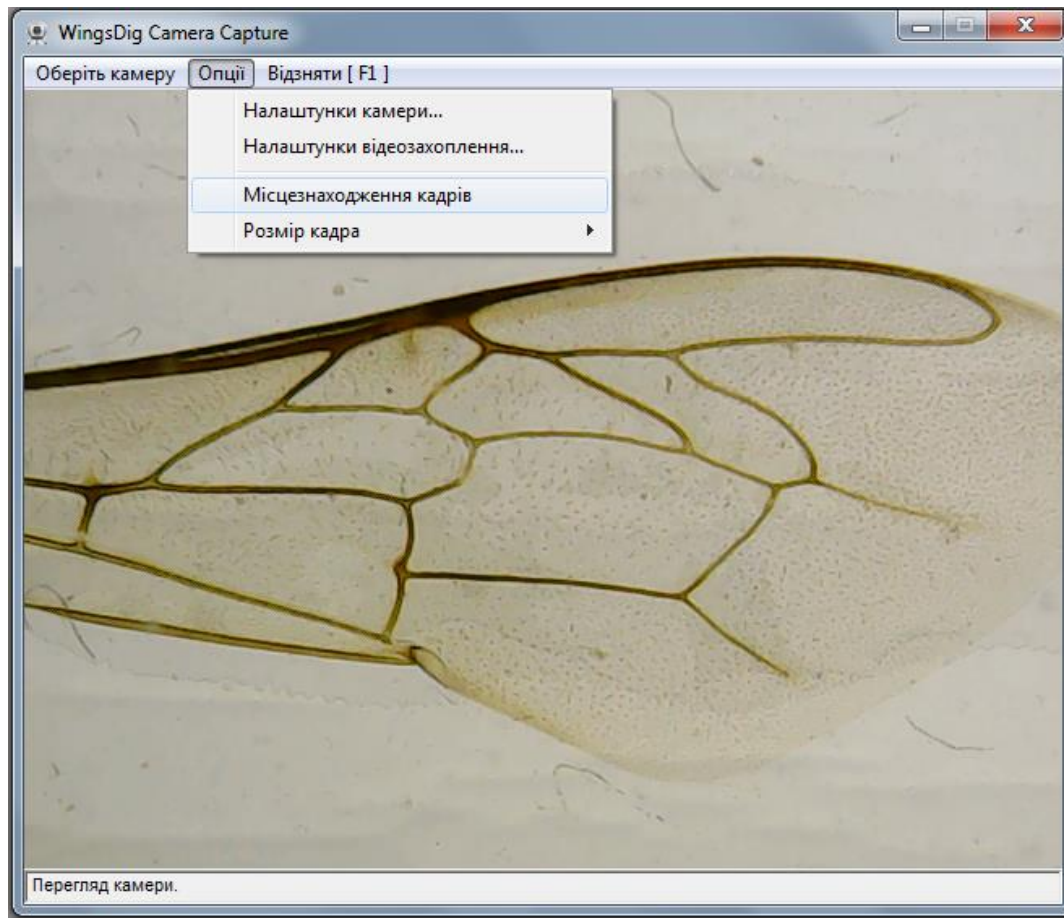 WingsDig Camera Capture
Оберіть камеру Опції Відзняти [ F1 ]
Налаштунки камери...
Налаштунки відеозахоплення...
Місцезнаходження кадрів
Розмір кадра
Перегляд камери.